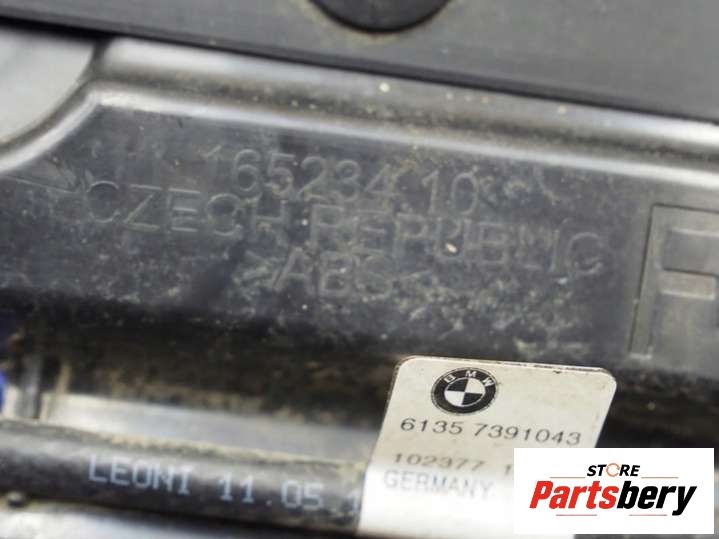 165234 10
CZECH REPUBLIC
>ABS<
BMW
6135 7391043
102377
GERMANY
LEONI 11.05.
STORE
Partsbery